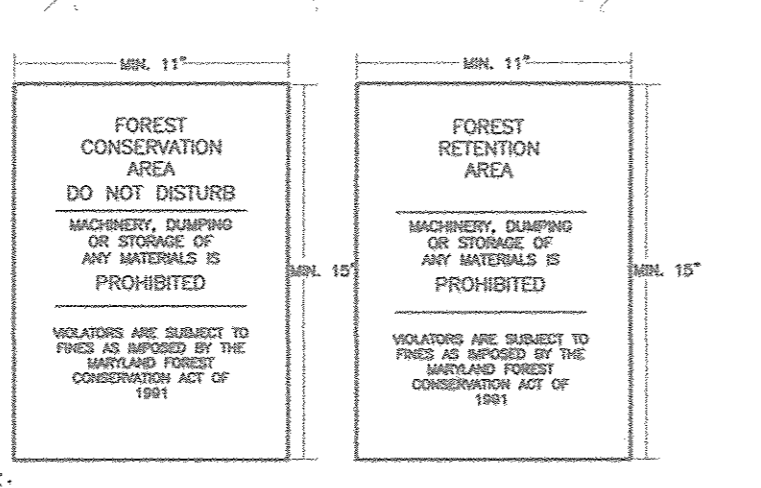 MIN. 11"
FOREST
CONSERVATION
AREA
DO NOT DISTURB
MACHINERY, DUMPING
OR STORAGE OF
ANY MATERIALS IS
PROHIBITED
VIOLATORS ARE SUBJECT TO
FINES AS IMPOSED BY THE
MARYLAND FOREST
CONSERVATION ACT OF
1991
MIN. 15"
MIN. 11"
FOREST
RETENTION
AREA
MACHINERY, DUMPING
OR STORAGE OF
ANY MATERIALS IS
PROHIBITED
VIOLATORS ARE SUBJECT TO
FINES AS IMPOSED BY THE
MARYLAND FOREST
CONSERVATION ACT OF
1991
MIN. 15"